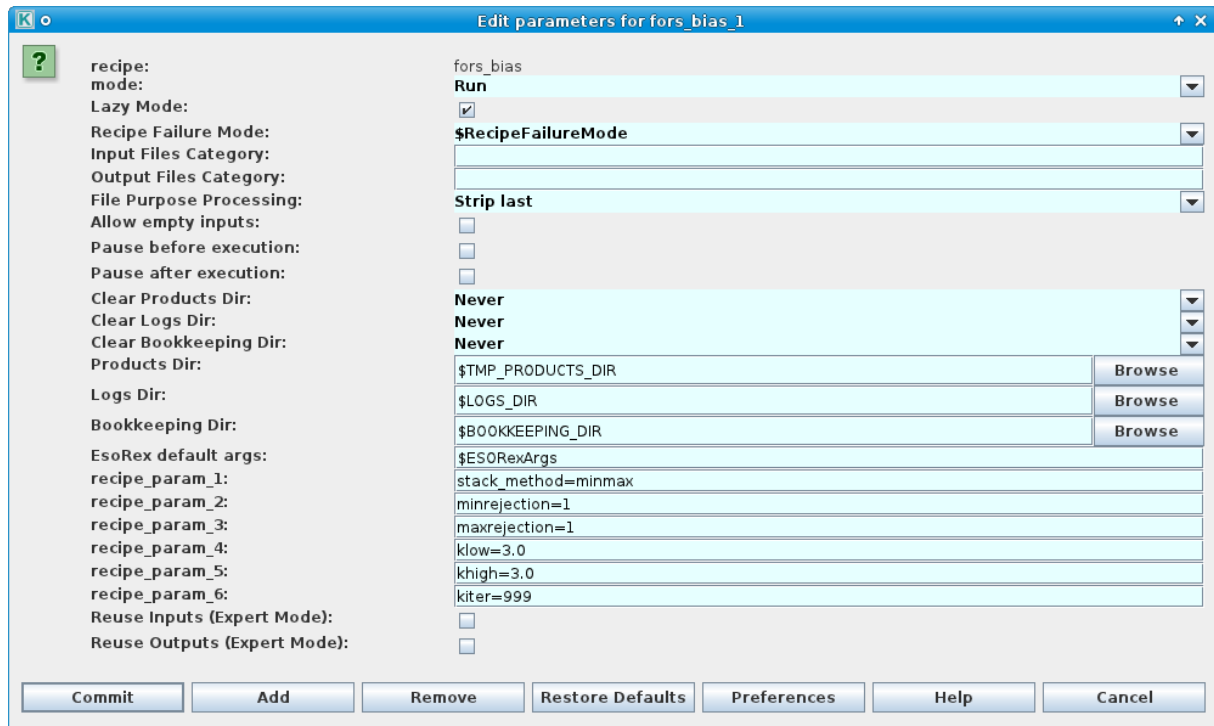 K Edit parameters for fors_bias_1
?
recipe: fors_bias
mode: Run
Lazy Mode:
Recipe Failure Mode: $RecipeFailureMode
Input Files Category:
Output Files Category:
File Purpose Processing: Strip last
Allow empty inputs:
Pause before execution:
Pause after execution:
Clear Products Dir: Never
Clear Logs Dir: Never
Clear Bookkeeping Dir: Never
Products Dir: $TMP_PRODUCTS_DIR Browse
Logs Dir: $LOGS_DIR Browse
Bookkeeping Dir: $BOOKKEEPING_DIR Browse
EsoRex default args: $ESORexArgs
recipe_param_1: stack_method=minmax
recipe_param_2: minrejection=1
recipe_param_3: maxrejection=1
recipe_param_4: klow=3.0
recipe_param_5: khigh=3.0
recipe_param_6: kiter=999
Reuse Inputs (Expert Mode):
Reuse Outputs (Expert Mode):
Commit Add Remove Restore Defaults Preferences Help Cancel